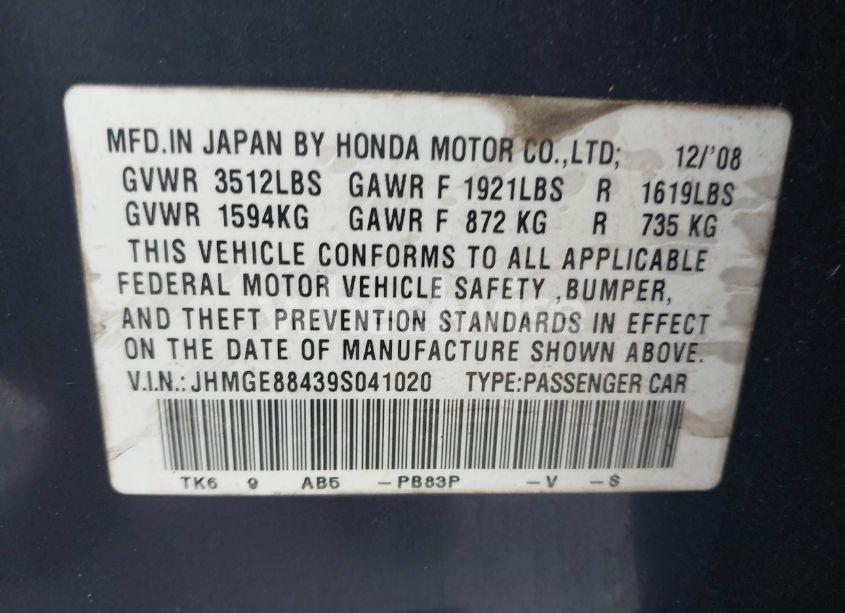 MFD.IN JAPAN BY HONDA MOTOR CO.,LTD; 12/'08
GVWR 3512LBS GAWR F 1921LBS R 1619LBS
GVWR 1594KG GAWR F 872 KG R 735 KG
THIS VEHICLE CONFORMS TO ALL APPLICABLE
FEDERAL MOTOR VEHICLE SAFETY ,BUMPER,
AND THEFT PREVENTION STANDARDS IN EFFECT
ON THE DATE OF MANUFACTURE SHOWN ABOVE.
V.I.N.: JHMGE88439S041020 TYPE:PASSENGER CAR
TK6 9 AB5 -PB83P -V -S